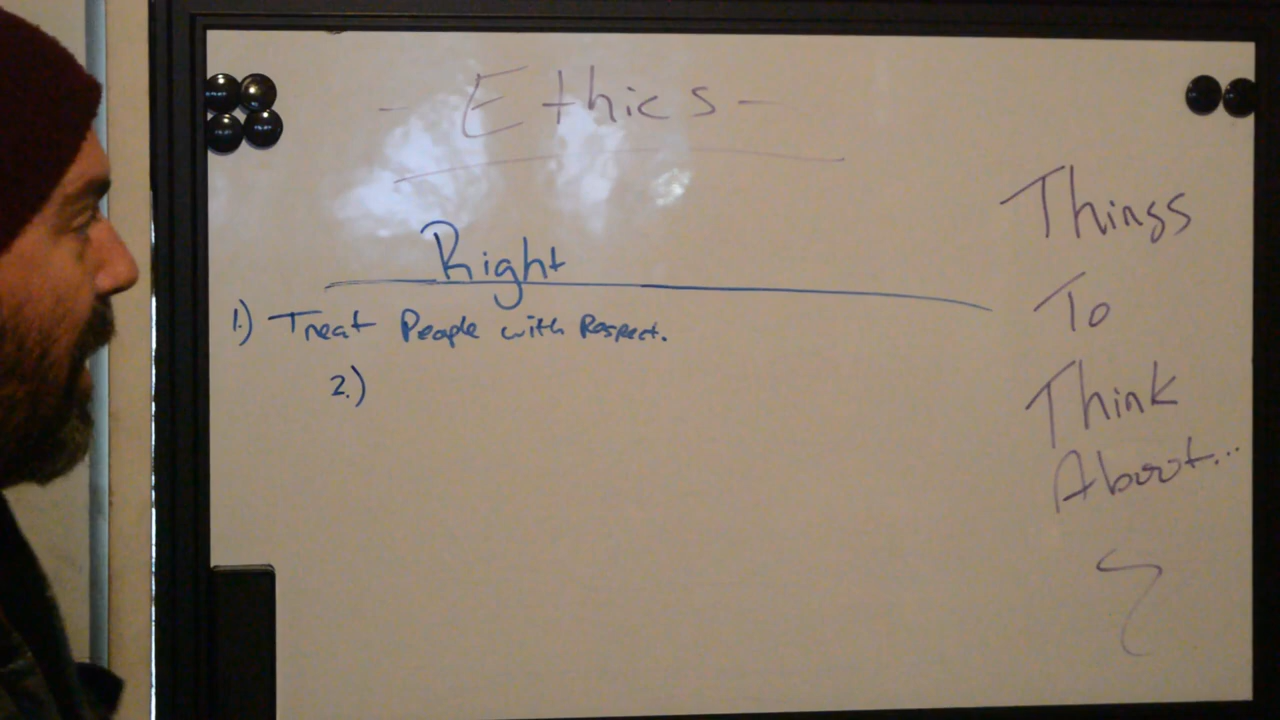 - Ethics -
Right
1.) Treat People with Respect.
2.)
Things
To
Think
About...